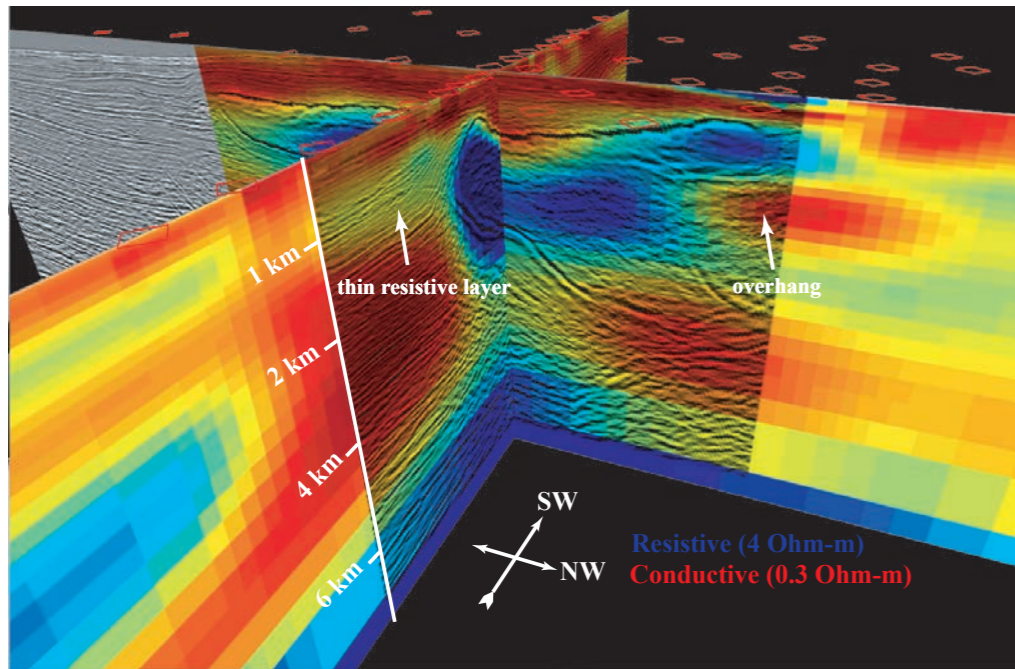 1 km
thin resistive layer
overhang
2 km
4 km
6 km
SW
NW
Resistive (4 Ohm-m)
Conductive (0.3 Ohm-m)